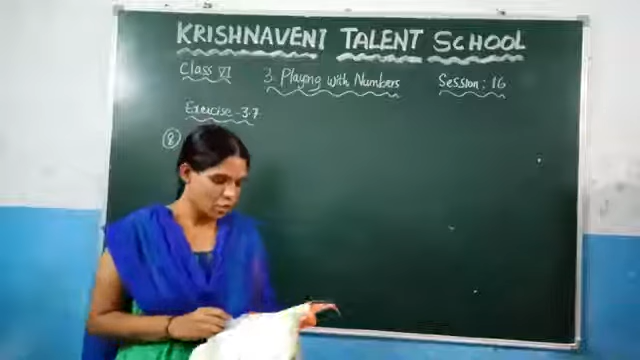 KRISHNAVENI TALENT SCHOOL
Class VI 3. Playing with Numbers Session: 16
Exercise - 3.7
8